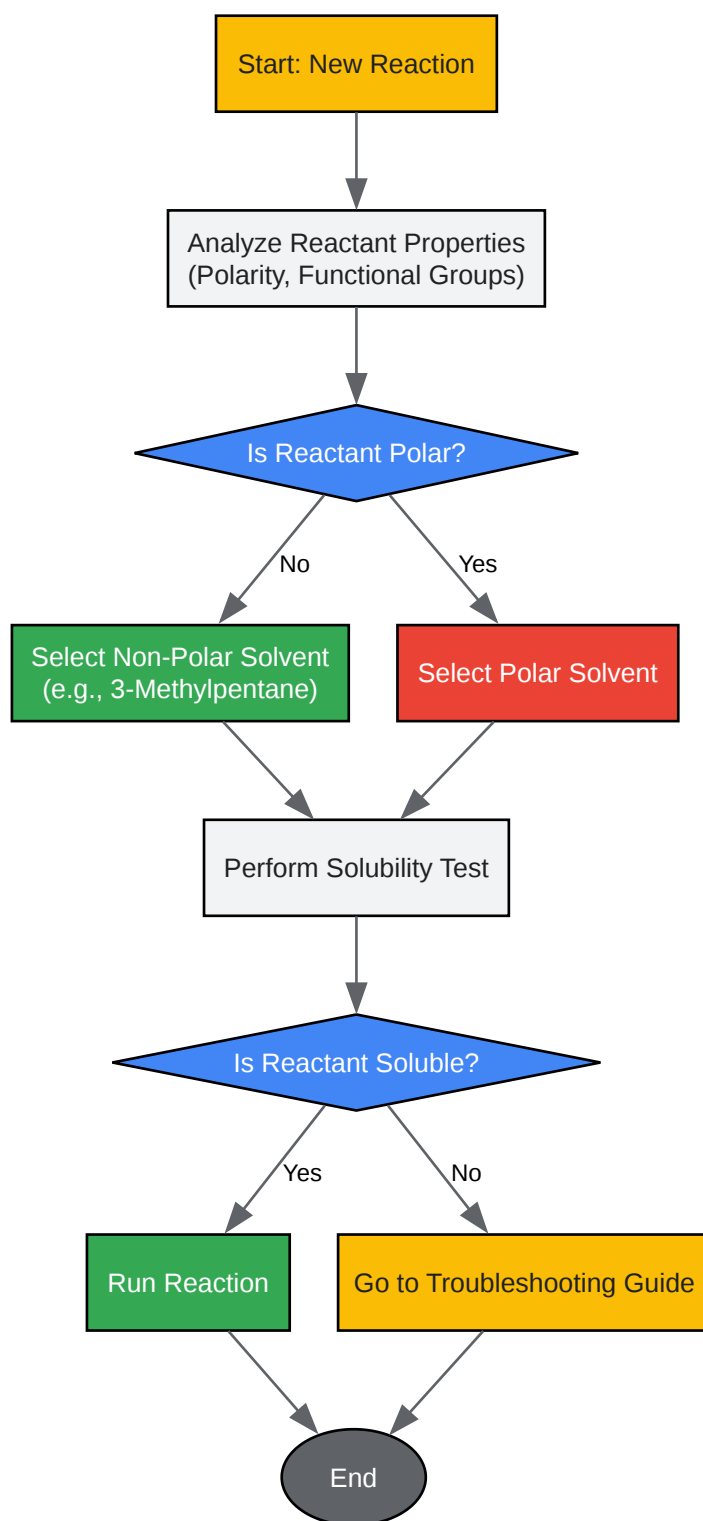 Start: New Reaction
Analyze Reactant Properties
(Polarity, Functional Groups)
Is Reactant Polar?
No
Yes
Select Non-Polar Solvent
(e.g., 3-Methylpentane)
Select Polar Solvent
Perform Solubility Test
Is Reactant Soluble?
Yes
No
Run Reaction
Go to Troubleshooting Guide
End